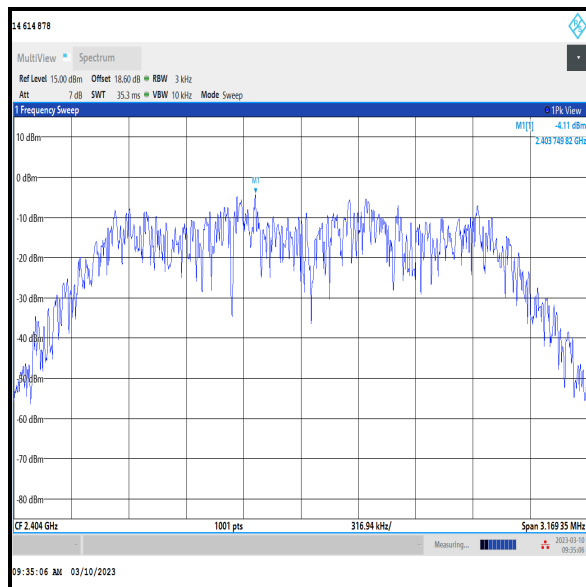 14 614 878
R S
MultiView Spectrum
Ref Level 15.00 dBm Offset 18.60 dB RBW 3 kHz
Att 7 dB SWT 35.3 ms VBW 10 kHz Mode Sweep
1 Frequency Sweep 1Pk View
M1[1] -4.11 dBm
2.403 749 82 GHz
10 dBm
0 dBm
M1
-10 dBm
-20 dBm
-30 dBm
-40 dBm
-50 dBm
-60 dBm
-70 dBm
-80 dBm
CF 2.404 GHz 1001 pts 316.94 kHz/ Span 3.169 35 MHz
Measuring... 2023-03-10
09:35:06
09:35:06 AM 03/10/2023